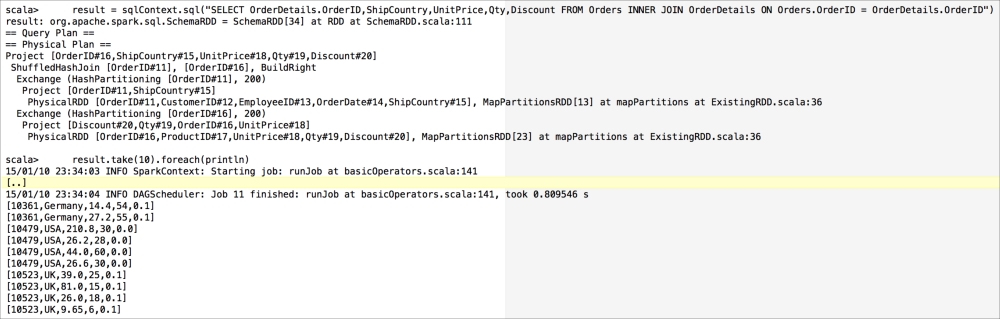 scala>      result = sqlContext.sql("SELECT OrderDetails.OrderID,ShipCountry,UnitPrice,Qty,Discount FROM Orders INNER JOIN OrderDetails ON Orders.OrderID = OrderDetails.OrderID")
result: org.apache.spark.sql.SchemaRDD = SchemaRDD[34] at RDD at SchemaRDD.scala:111
== Query Plan ==
== Physical Plan ==
Project [OrderID#16,ShipCountry#15,UnitPrice#18,Qty#19,Discount#20]
 ShuffledHashJoin [OrderID#11], [OrderID#16], BuildRight
  Exchange (HashPartitioning [OrderID#11], 200)
   Project [OrderID#11,ShipCountry#15]
    PhysicalRDD [OrderID#11,CustomerID#12,EmployeeID#13,OrderDate#14,ShipCountry#15], MapPartitionsRDD[13] at mapPartitions at ExistingRDD.scala:36
  Exchange (HashPartitioning [OrderID#16], 200)
   Project [Discount#20,Qty#19,OrderID#16,UnitPrice#18]
    PhysicalRDD [OrderID#16,ProductID#17,UnitPrice#18,Qty#19,Discount#20], MapPartitionsRDD[23] at mapPartitions at ExistingRDD.scala:36
scala>      result.take(10).foreach(println)
15/01/10 23:34:03 INFO SparkContext: Starting job: runJob at basicOperators.scala:141
[..]
15/01/10 23:34:04 INFO DAGScheduler: Job 11 finished: runJob at basicOperators.scala:141, took 0.809546 s
[10361,Germany,14.4,54,0.1]
[10361,Germany,27.2,55,0.1]
[10479,USA,210.8,30,0.0]
[10479,USA,26.2,28,0.0]
[10479,USA,44.0,60,0.0]
[10479,USA,26.6,30,0.0]
[10523,UK,39.0,25,0.1]
[10523,UK,81.0,15,0.1]
[10523,UK,26.0,18,0.1]
[10523,UK,9.65,6,0.1]